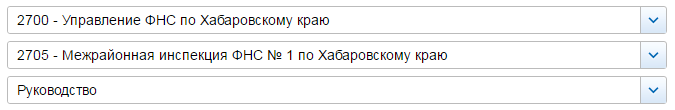 2700 - Управление ФНС по Хабаровскому краю
2705 - Межрайонная инспекция ФНС № 1 по Хабаровскому краю
Руководство